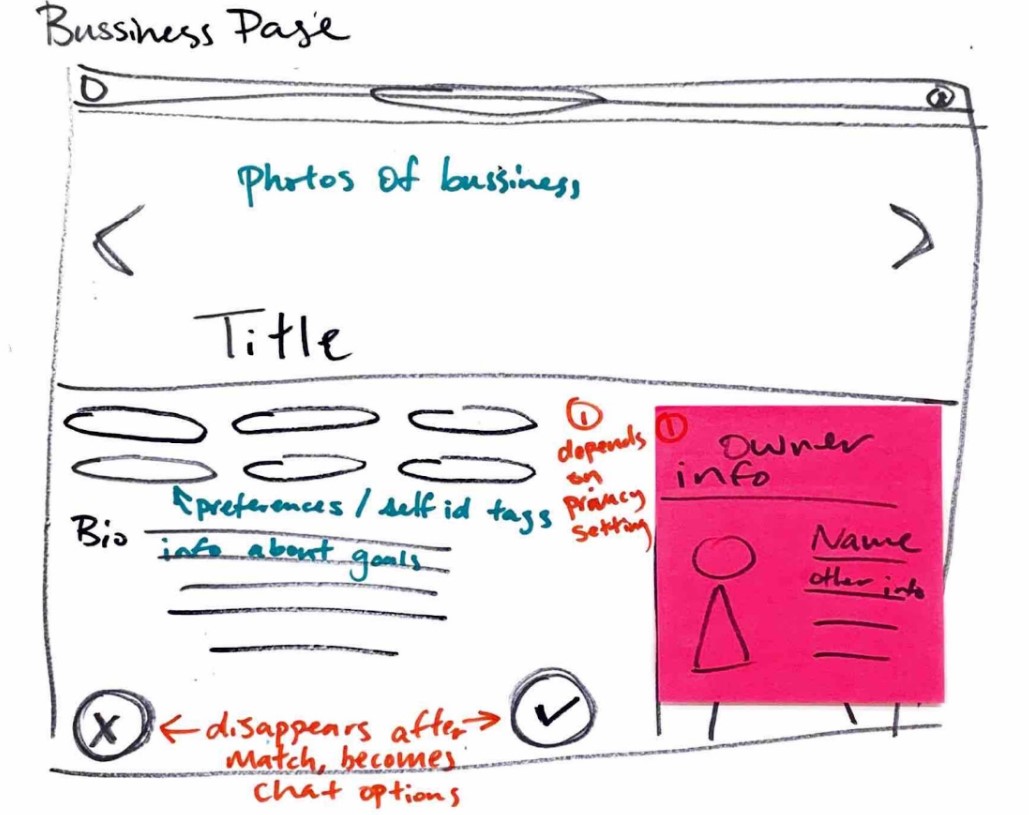 Bussiness Page
photos of bussiness
Title
①
depends
on
privacy
setting
↖preferences / self id tags
Bio
info about goals
①
Owner
info
Name
other info
X
← disappears after →
Match, becomes
chat options
✓